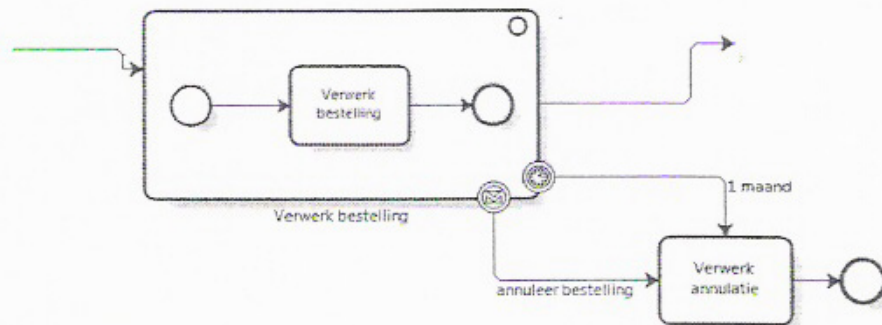 Verwerk
bestelling
Verwerk bestelling
1 maand
annuleer bestelling
Verwerk
annulatie